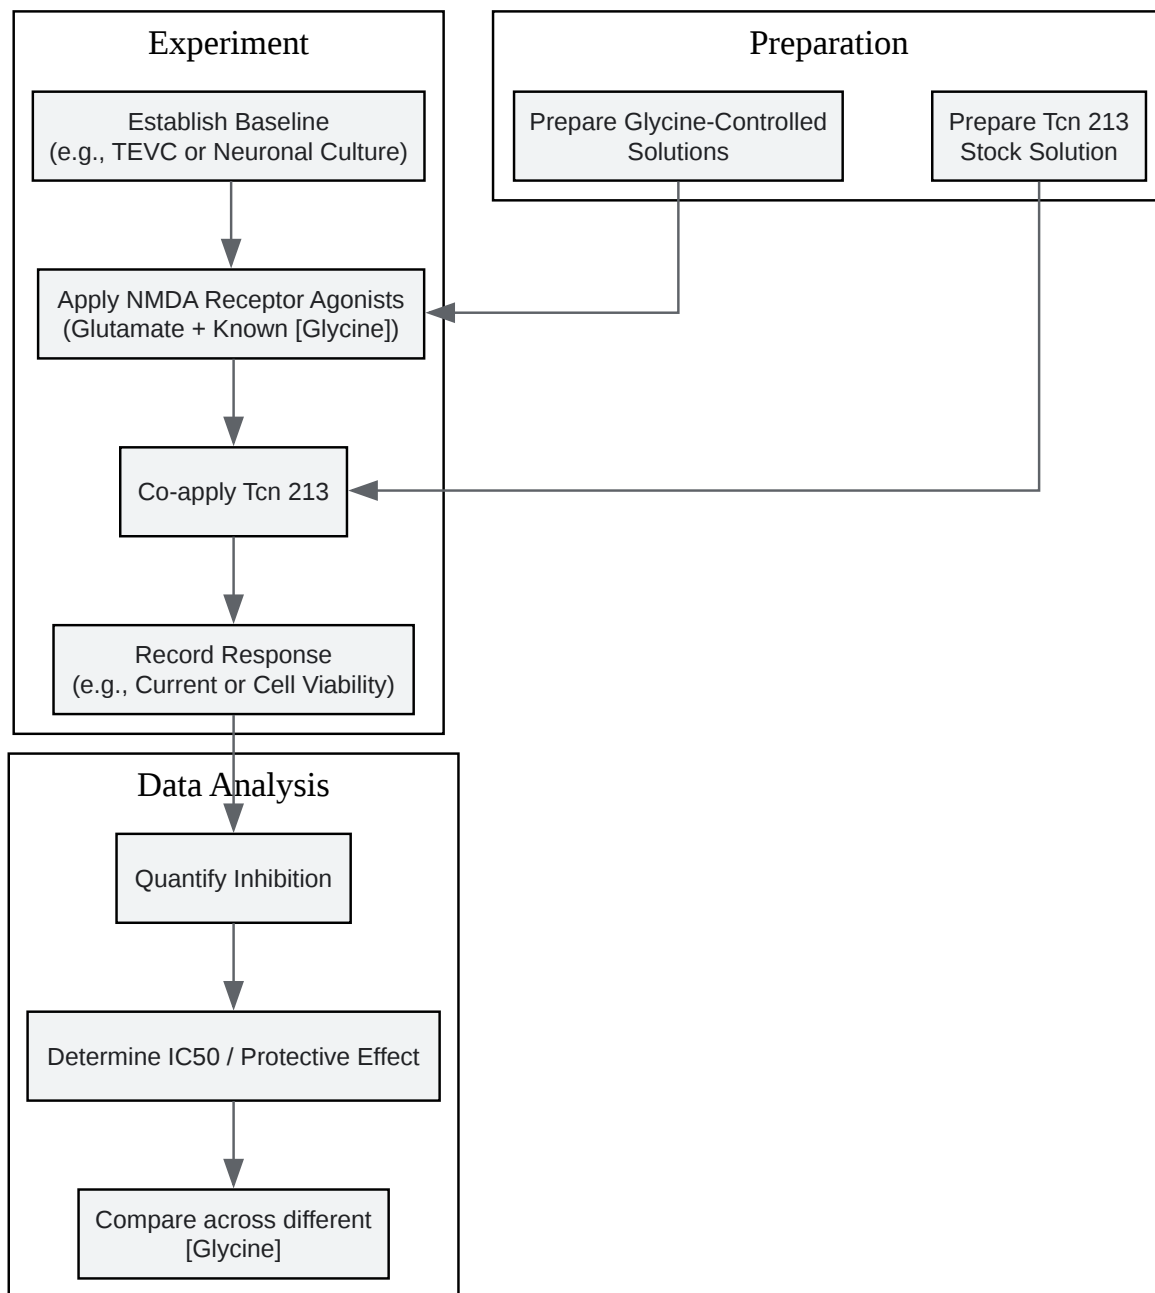 Experiment
Preparation
Establish Baseline
(e.g., TEVC or Neuronal Culture)
Prepare Glycine-Controlled
Solutions
Prepare Tcn 213
Stock Solution
Apply NMDA Receptor Agonists
(Glutamate + Known [Glycine])
Co-apply Tcn 213
Record Response
(e.g., Current or Cell Viability)
Data Analysis
Quantify Inhibition
Determine IC50 / Protective Effect
Compare across different
[Glycine]